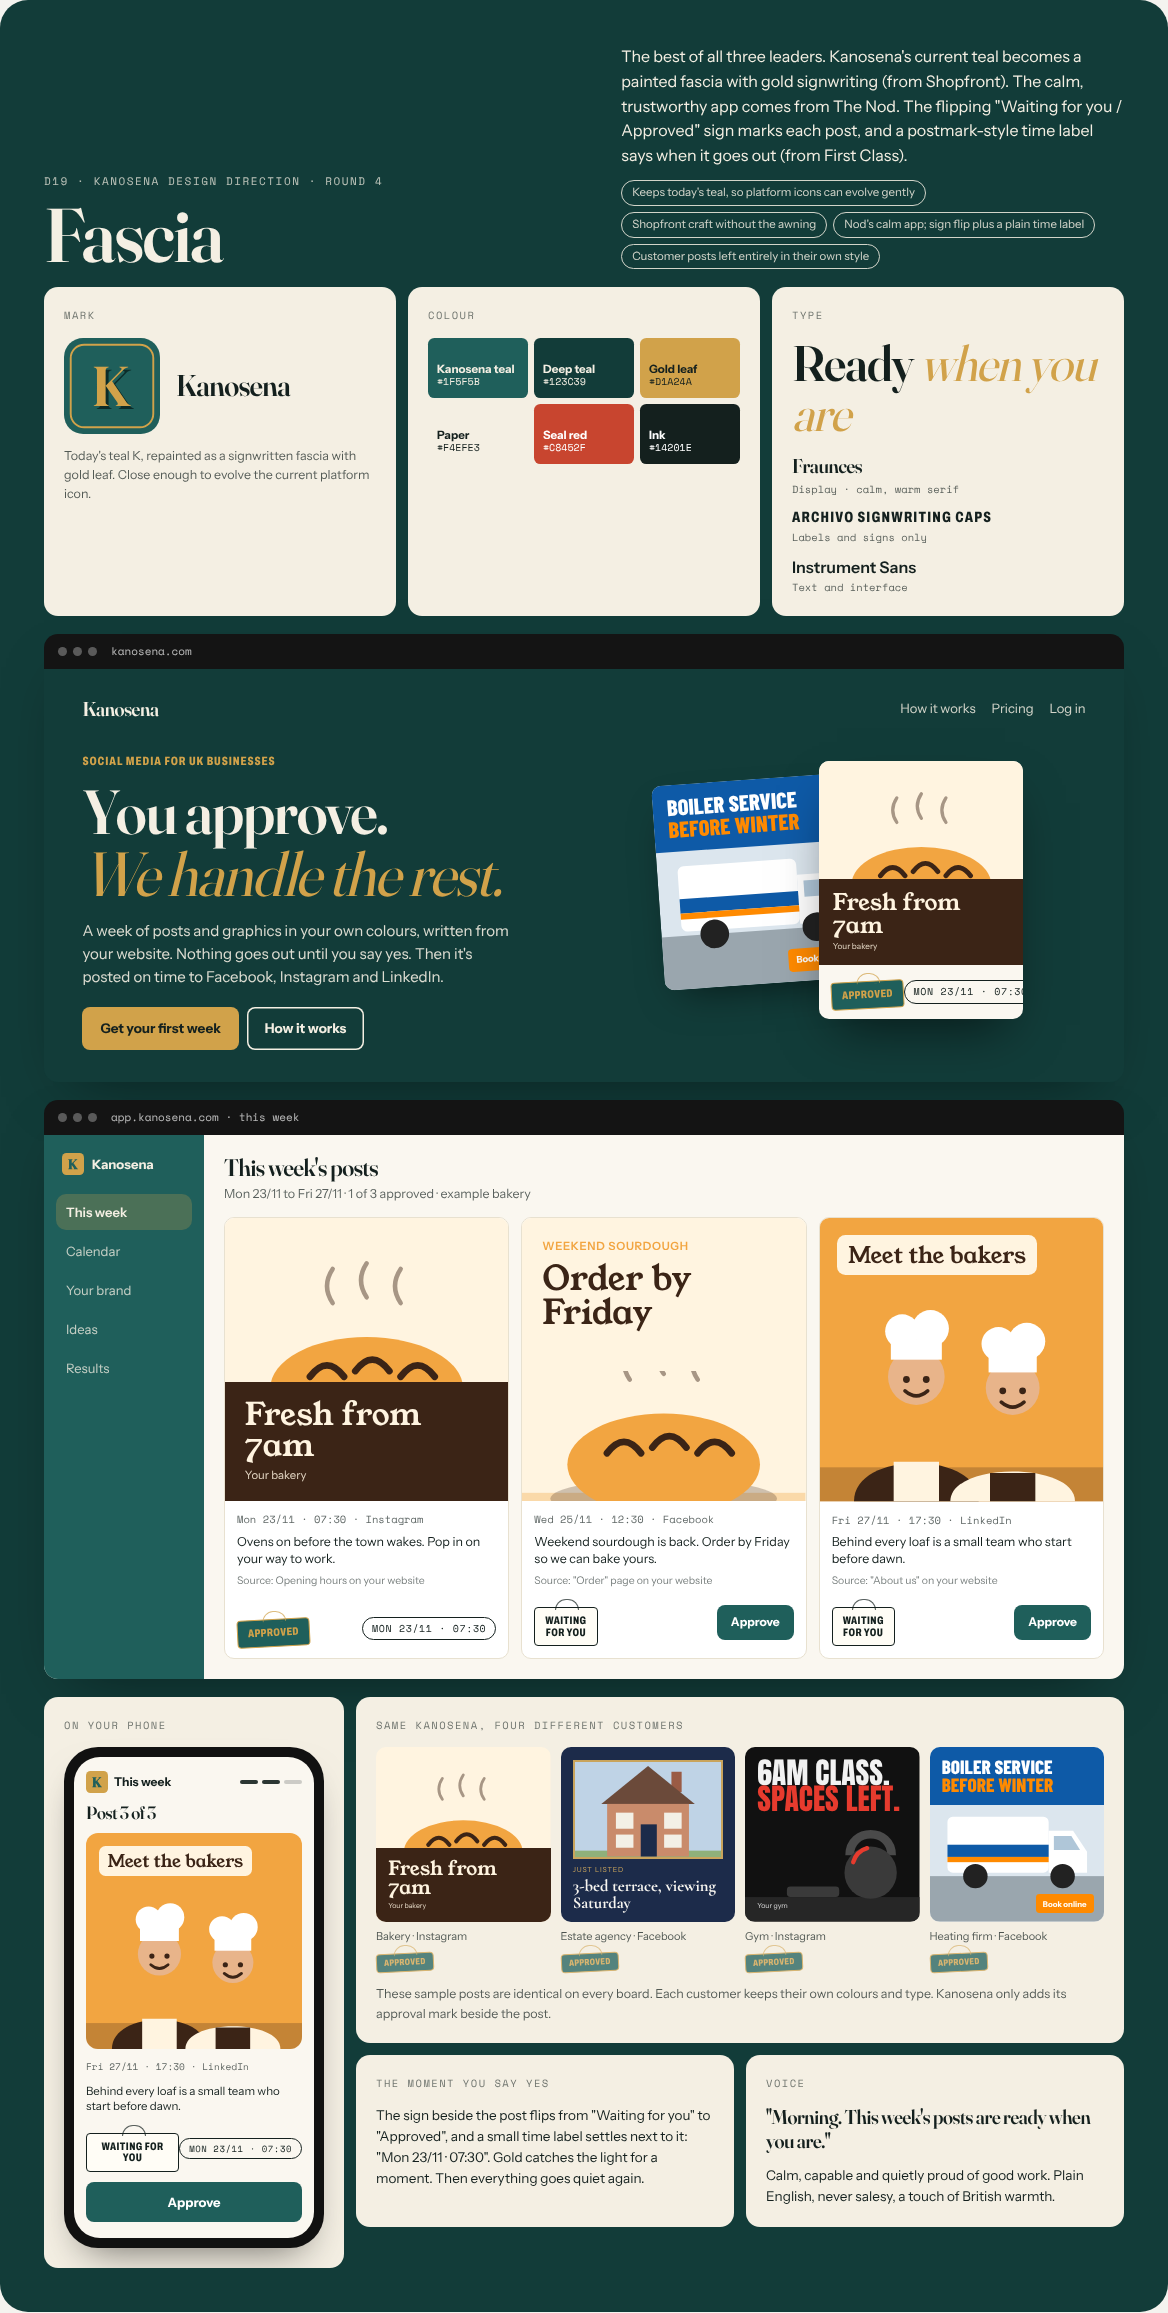 The best of all three leaders. Kanosena's current teal becomes a
painted fascia with gold signwriting (from Shopfront). The calm,
trustworthy app comes from The Nod. The flipping "Waiting for you /
Approved" sign marks each post, and a postmark-style time label
says when it goes out (from First Class).
D19 · KANOSENA DESIGN DIRECTION · ROUND 4
Fascia
Keeps today's teal, so platform icons can evolve gently
Shopfront craft without the awning
Nod's calm app; sign flip plus a plain time label
Customer posts left entirely in their own style
MARK
K
Kanosena
Today's teal K, repainted as a signwritten fascia with
gold leaf. Close enough to evolve the current platform
icon.
COLOUR
Kanosena teal
#1F5F5B
Deep teal
#123C39
Gold leaf
#D1A24A
Paper
#F4EFE3
Seal red
#C8452F
Ink
#14201E
TYPE
Ready when you
are
Fraunces
Display · calm, warm serif
ARCHIVO SIGNWRITING CAPS
Labels and signs only
Instrument Sans
Text and interface
kanosena.com
Kanosena
How it works
Pricing
Log in
SOCIAL MEDIA FOR UK BUSINESSES
You approve.
We handle the rest.
A week of posts and graphics in your own colours, written from
your website. Nothing goes out until you say yes. Then it's
posted on time to Facebook, Instagram and LinkedIn.
Get your first week
How it works
BOILER SERVICE
BEFORE WINTER
Book
Fresh from
7am
Your bakery
APPROVED
MON 23/11 · 07:30
app.kanosena.com · this week
K
Kanosena
This week
Calendar
Your brand
Ideas
Results
This week's posts
Mon 23/11 to Fri 27/11 · 1 of 3 approved · example bakery
Fresh from
7am
Your bakery
Mon 23/11 · 07:30 · Instagram
Ovens on before the town wakes. Pop in on
your way to work.
Source: Opening hours on your website
APPROVED
MON 23/11 · 07:30
WEEKEND SOURDOUGH
Order by
Friday
Wed 25/11 · 12:30 · Facebook
Weekend sourdough is back. Order by Friday
so we can bake yours.
Source: "Order" page on your website
WAITING
FOR YOU
Approve
Meet the bakers
Fri 27/11 · 17:30 · LinkedIn
Behind every loaf is a small team who start
before dawn.
Source: "About us" on your website
WAITING
FOR YOU
Approve
ON YOUR PHONE
K
This week
Post 3 of 3
Meet the bakers
Fri 27/11 · 17:30 · LinkedIn
Behind every loaf is a small team who
start before dawn.
WAITING FOR
YOU
MON 23/11 · 07:30
Approve
SAME KANOSENA, FOUR DIFFERENT CUSTOMERS
Fresh from
7am
Your bakery
Bakery · Instagram
APPROVED
JUST LISTED
3-bed terrace, viewing
Saturday
Estate agency · Facebook
APPROVED
6AM CLASS.
SPACES LEFT.
Your gym
Gym · Instagram
APPROVED
BOILER SERVICE
BEFORE WINTER
Book online
Heating firm · Facebook
APPROVED
These sample posts are identical on every board. Each customer keeps their own colours and type. Kanosena only adds its
approval mark beside the post.
THE MOMENT YOU SAY YES
The sign beside the post flips from "Waiting for you" to
"Approved", and a small time label settles next to it:
"Mon 23/11 · 07:30". Gold catches the light for a
moment. Then everything goes quiet again.
VOICE
"Morning. This week's posts are ready when
you are."
Calm, capable and quietly proud of good work. Plain
English, never salesy, a touch of British warmth.